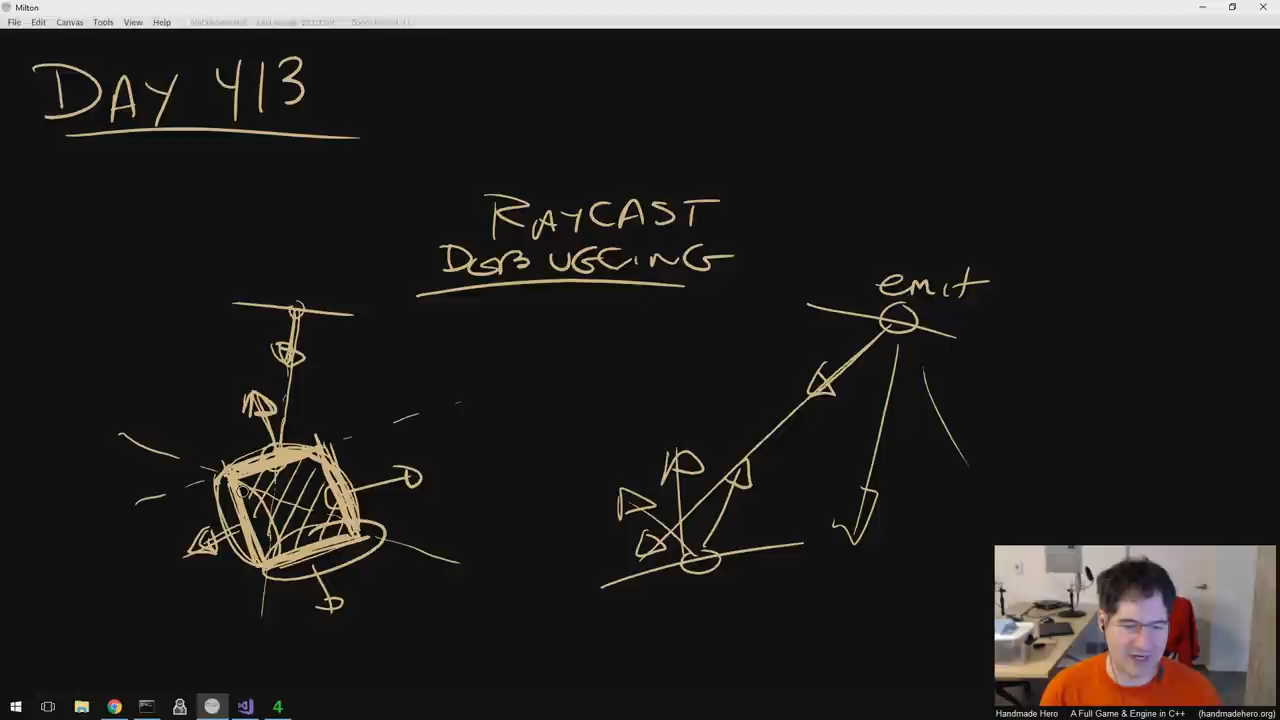 Milton
File Edit Canvas Tools View Help
DAY 413
RAYCAST
DEBUGGING
emit
4
Handmade Hero A Full Game & Engine in C++ (handmadehero.org)